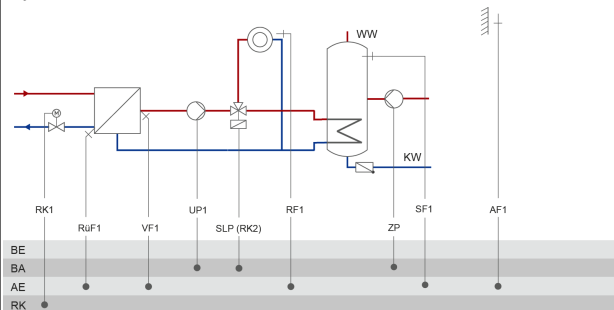 WW
M
KW
RK1
RüF1
VF1
UP1
SLP (RK2)
RF1
ZP
SF1
AF1
BE
BA
AE
RK